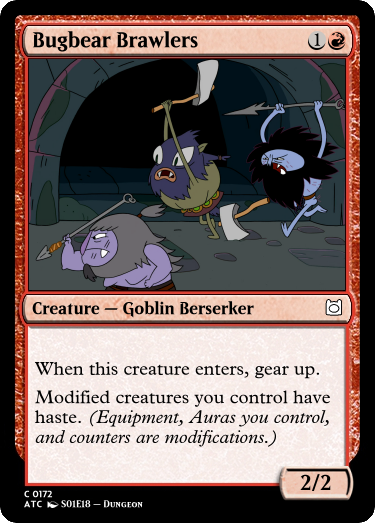 Bugbear Brawlers 1
Creature — Goblin Berserker
When this creature enters, gear up.
Modified creatures you control have
haste. (Equipment, Auras you control,
and counters are modifications.)
2/2
C 0172
ATC S01E18 — Dungeon